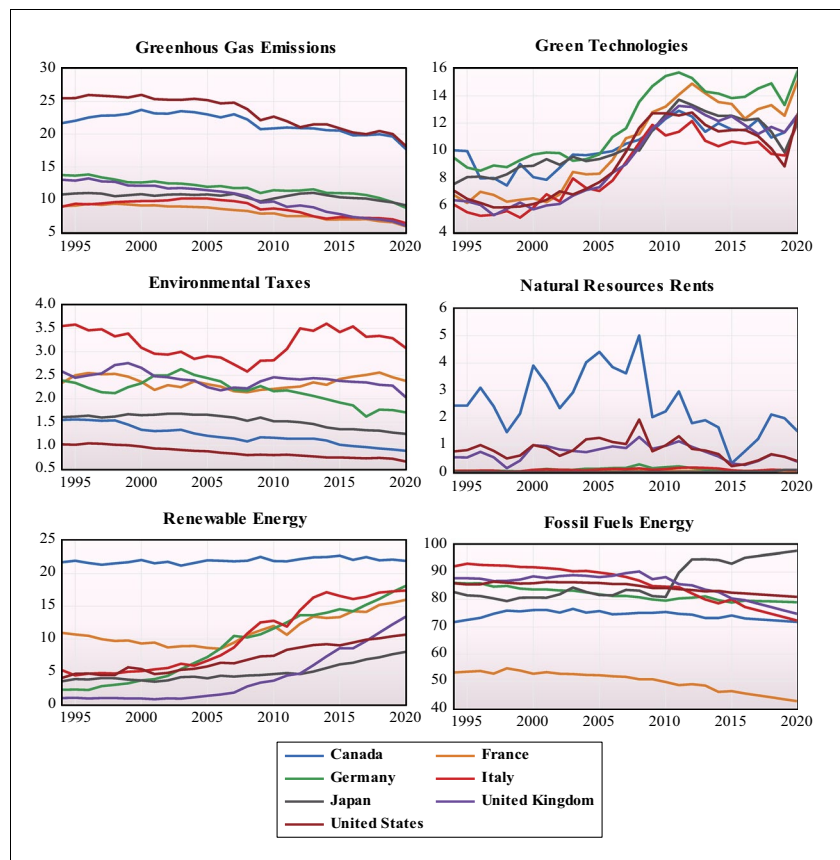 Greenhous Gas Emissions
30
25
20
15
10
5
1995 2000 2005 2010 2015 2020
Green Technologies
16
14
12
10
8
6
4
1995 2000 2005 2010 2015 2020
Environmental Taxes
4.0
3.5
3.0
2.5
2.0
1.5
1.0
0.5
1995 2000 2005 2010 2015 2020
Natural Resources Rents
6
5
4
3
2
1
0
1995 2000 2005 2010 2015 2020
Renewable Energy
25
20
15
10
5
0
1995 2000 2005 2010 2015 2020
Fossil Fuels Energy
100
90
80
70
60
50
40
1995 2000 2005 2010 2015 2020
Canada France
Germany Italy
Japan United Kingdom
United States